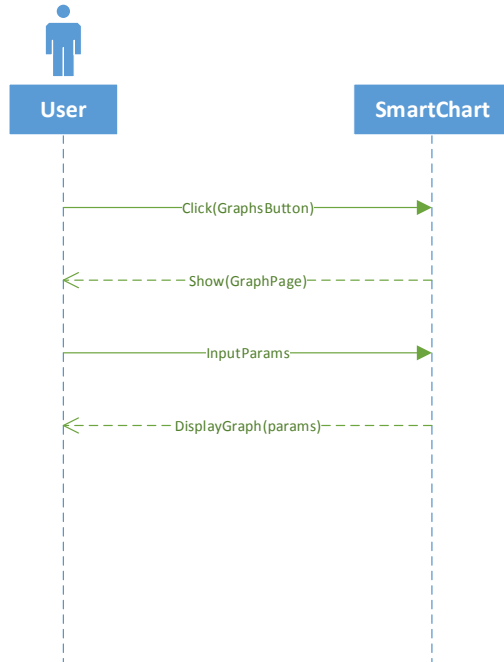 User
SmartChart
Click(GraphsButton)
Show(GraphPage)
InputParams
DisplayGraph(params)